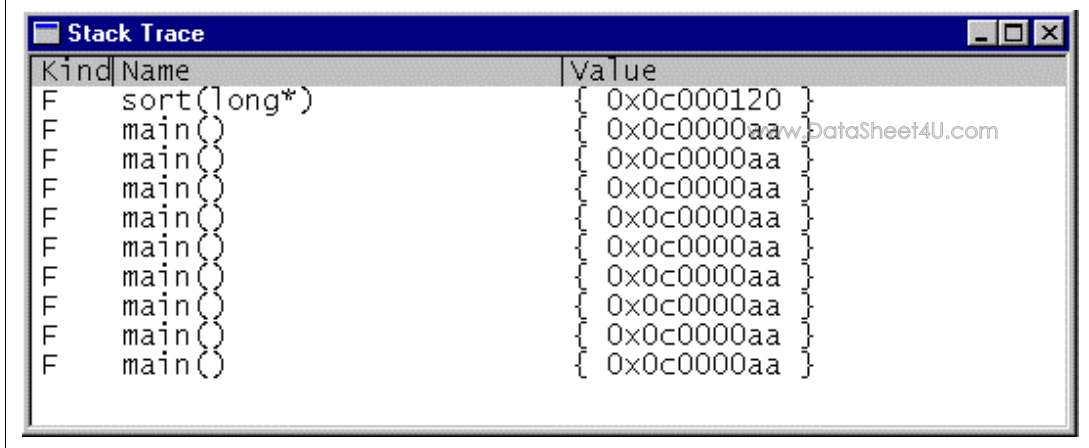 Stack Trace
Kind Name Value
F sort(long*) { 0x0c000120 }
F main() { 0x0c0000aa }
www.DataSheet4U.com
F main() { 0x0c0000aa }
F main() { 0x0c0000aa }
F main() { 0x0c0000aa }
F main() { 0x0c0000aa }
F main() { 0x0c0000aa }
F main() { 0x0c0000aa }
F main() { 0x0c0000aa }
F main() { 0x0c0000aa }